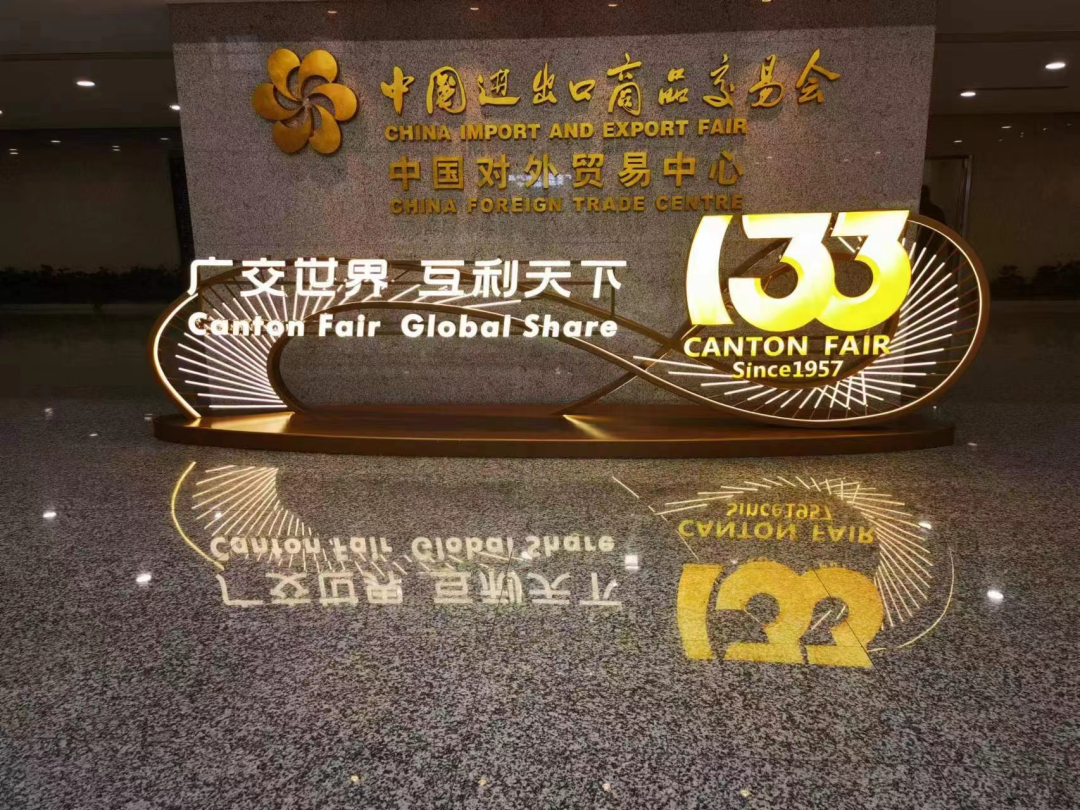 中国进出口商品交易会
CHINA IMPORT AND EXPORT FAIR
中国对外贸易中心
CHINA FOREIGN TRADE CENTRE
广交世界 互利天下
Canton Fair Global Share
133
CANTON FAIR
Since1957